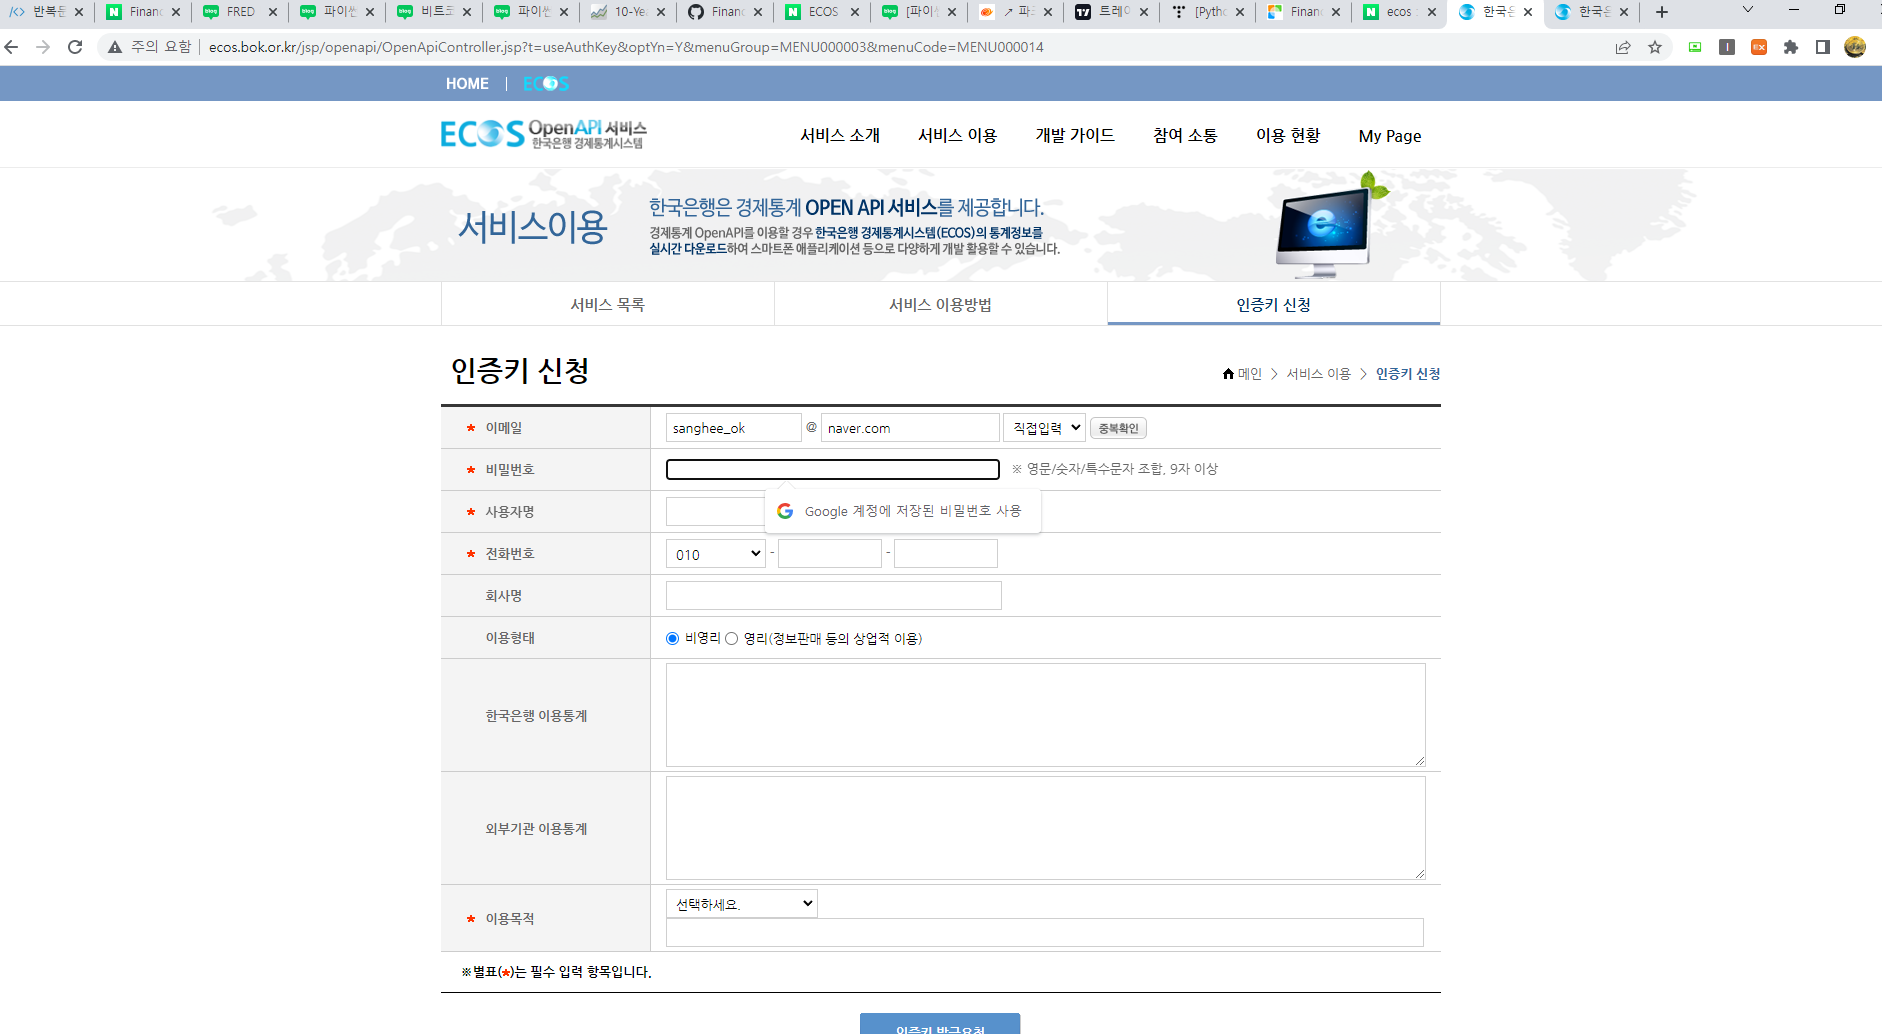 반복문
Financ
FRED
파이썬
비트코
파이썬
10-Ye
Financ
ECOS
[파이썬
트레이
[Pytho
Financ
ecos
한국은
한국은
주의 요함 | ecos.bok.or.kr/jsp/openapi/OpenApiController.jsp?t=useAuthKey&optYn=Y&menuGroup=MENU000003&menuCode=MENU000014
HOME | ECOS
ECOS OpenAPI 서비스
한국은행 경제통계시스템
서비스 소개 서비스 이용 개발 가이드 참여 소통 이용 현황 My Page
서비스이용
한국은행은 경제통계 OPEN API 서비스를 제공합니다.
경제통계 OpenAPI를 이용할 경우 한국은행 경제통계시스템(ECOS)의 통계정보를
실시간 다운로드하여 스마트폰 애플리케이션 등으로 다양하게 개발 활용할 수 있습니다.
서비스 목록 서비스 이용방법 인증키 신청
인증키 신청
메인 > 서비스 이용 > 인증키 신청
* 이메일 sanghee_ok @ naver.com 직접입력 중복확인
* 비밀번호 ※ 영문/숫자/특수문자 조합, 9자 이상
Google 계정에 저장된 비밀번호 사용
* 사용자명
* 전화번호 010 - -
회사명
이용형태 비영리 영리(정보판매 등의 상업적 이용)
한국은행 이용통계
외부기관 이용통계
* 이용목적 선택하세요.
※별표(*)는 필수 입력 항목입니다.
인증키 발급요청